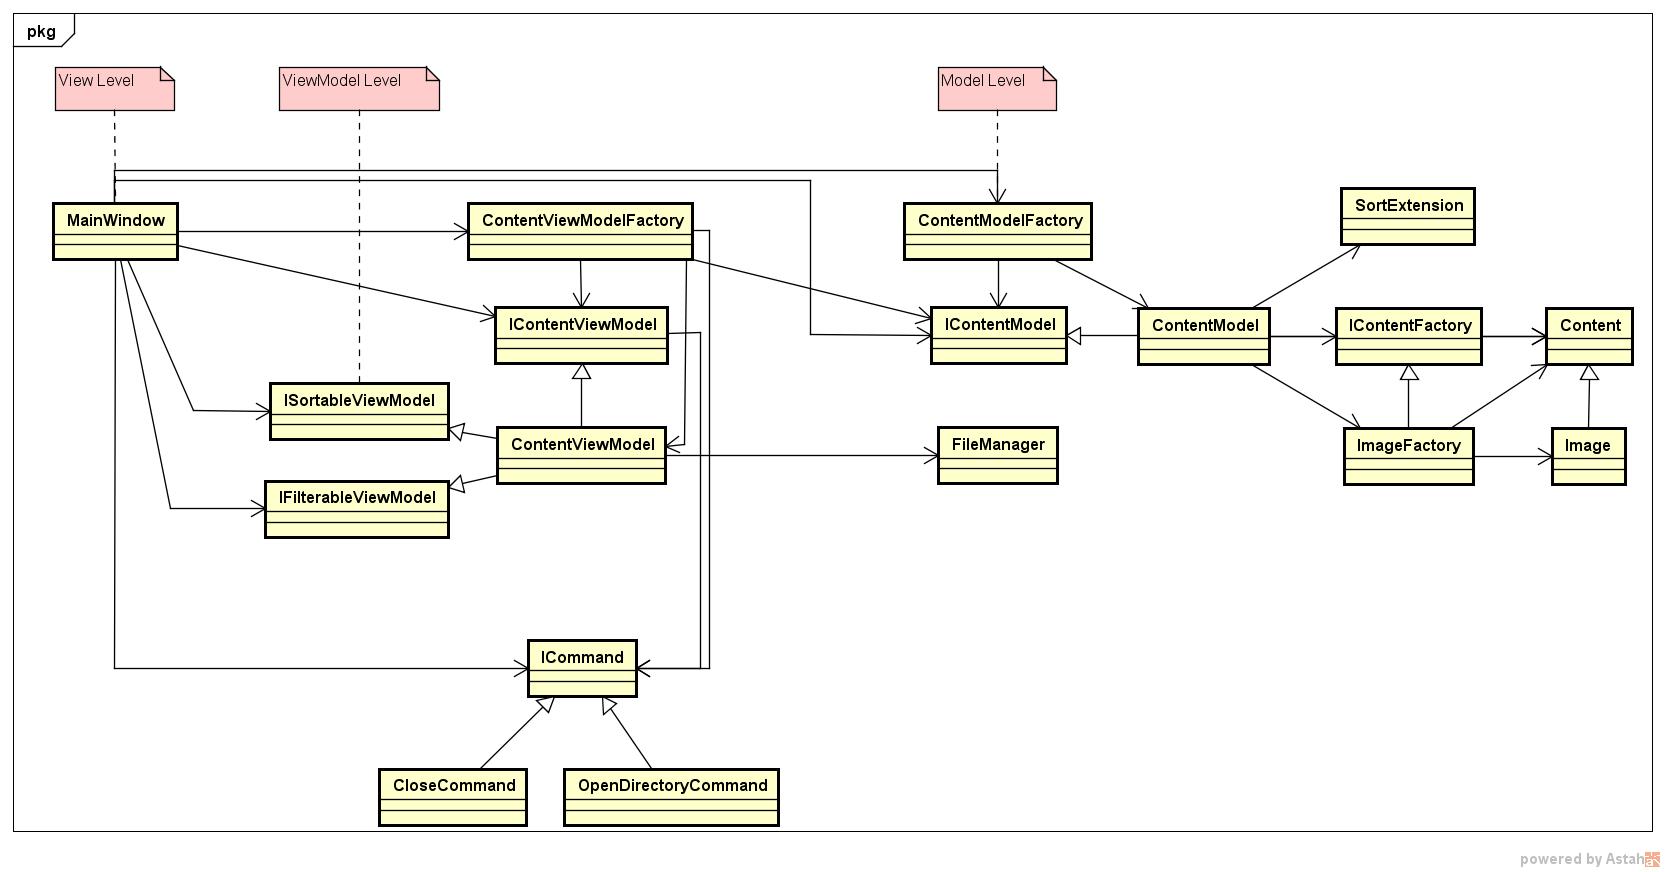 pkg
View Level
ViewModel Level
Model Level
MainWindow
ContentViewModelFactory
ContentModelFactory
SortExtension
IContentViewModel
IContentModel
ContentModel
IContentFactory
Content
ISortableViewModel
ContentViewModel
FileManager
ImageFactory
Image
IFilterableViewModel
ICommand
CloseCommand
OpenDirectoryCommand
powered by Astah